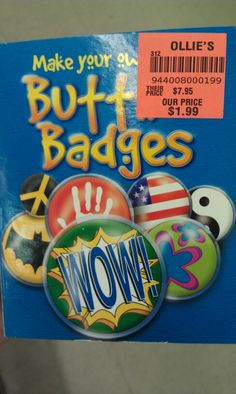 OLLIE'S
312
944008000199
THEIR PRICE $7.95
OUR PRICE
$1.99
Make your ow
Butt
Badges
WOW!